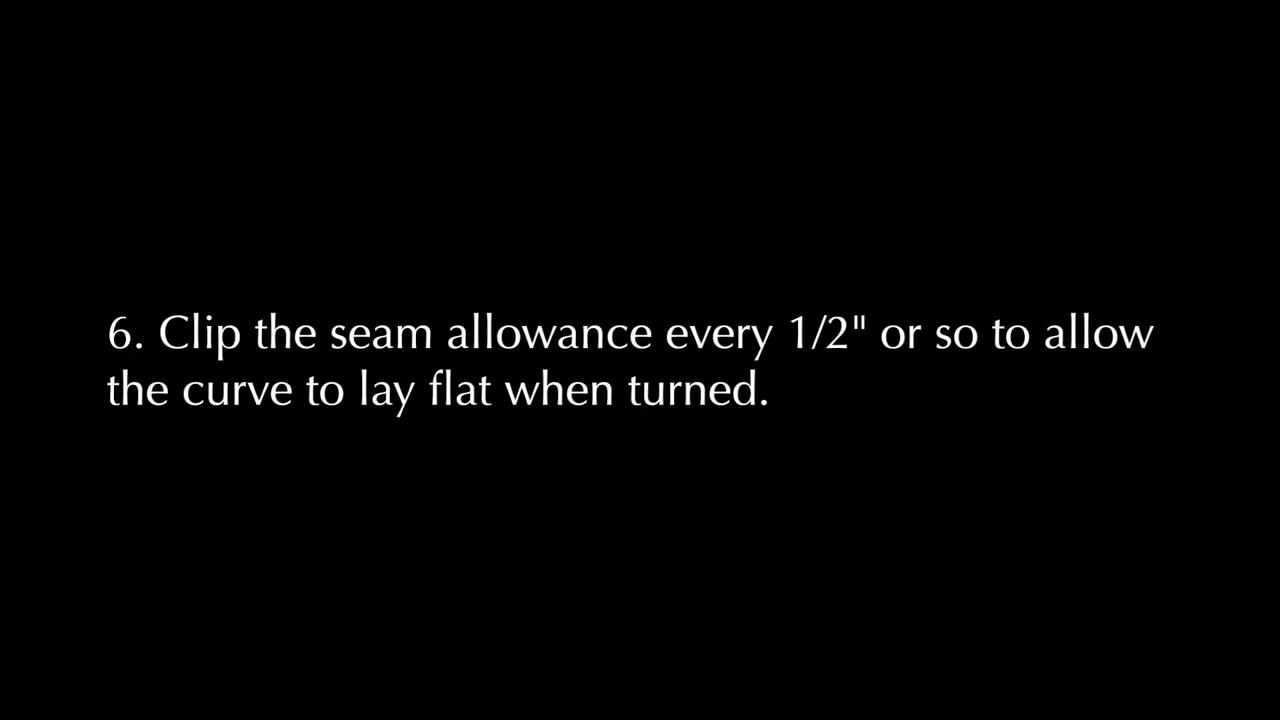 6. Clip the seam allowance every 1/2" or so to allow
the curve to lay flat when turned.